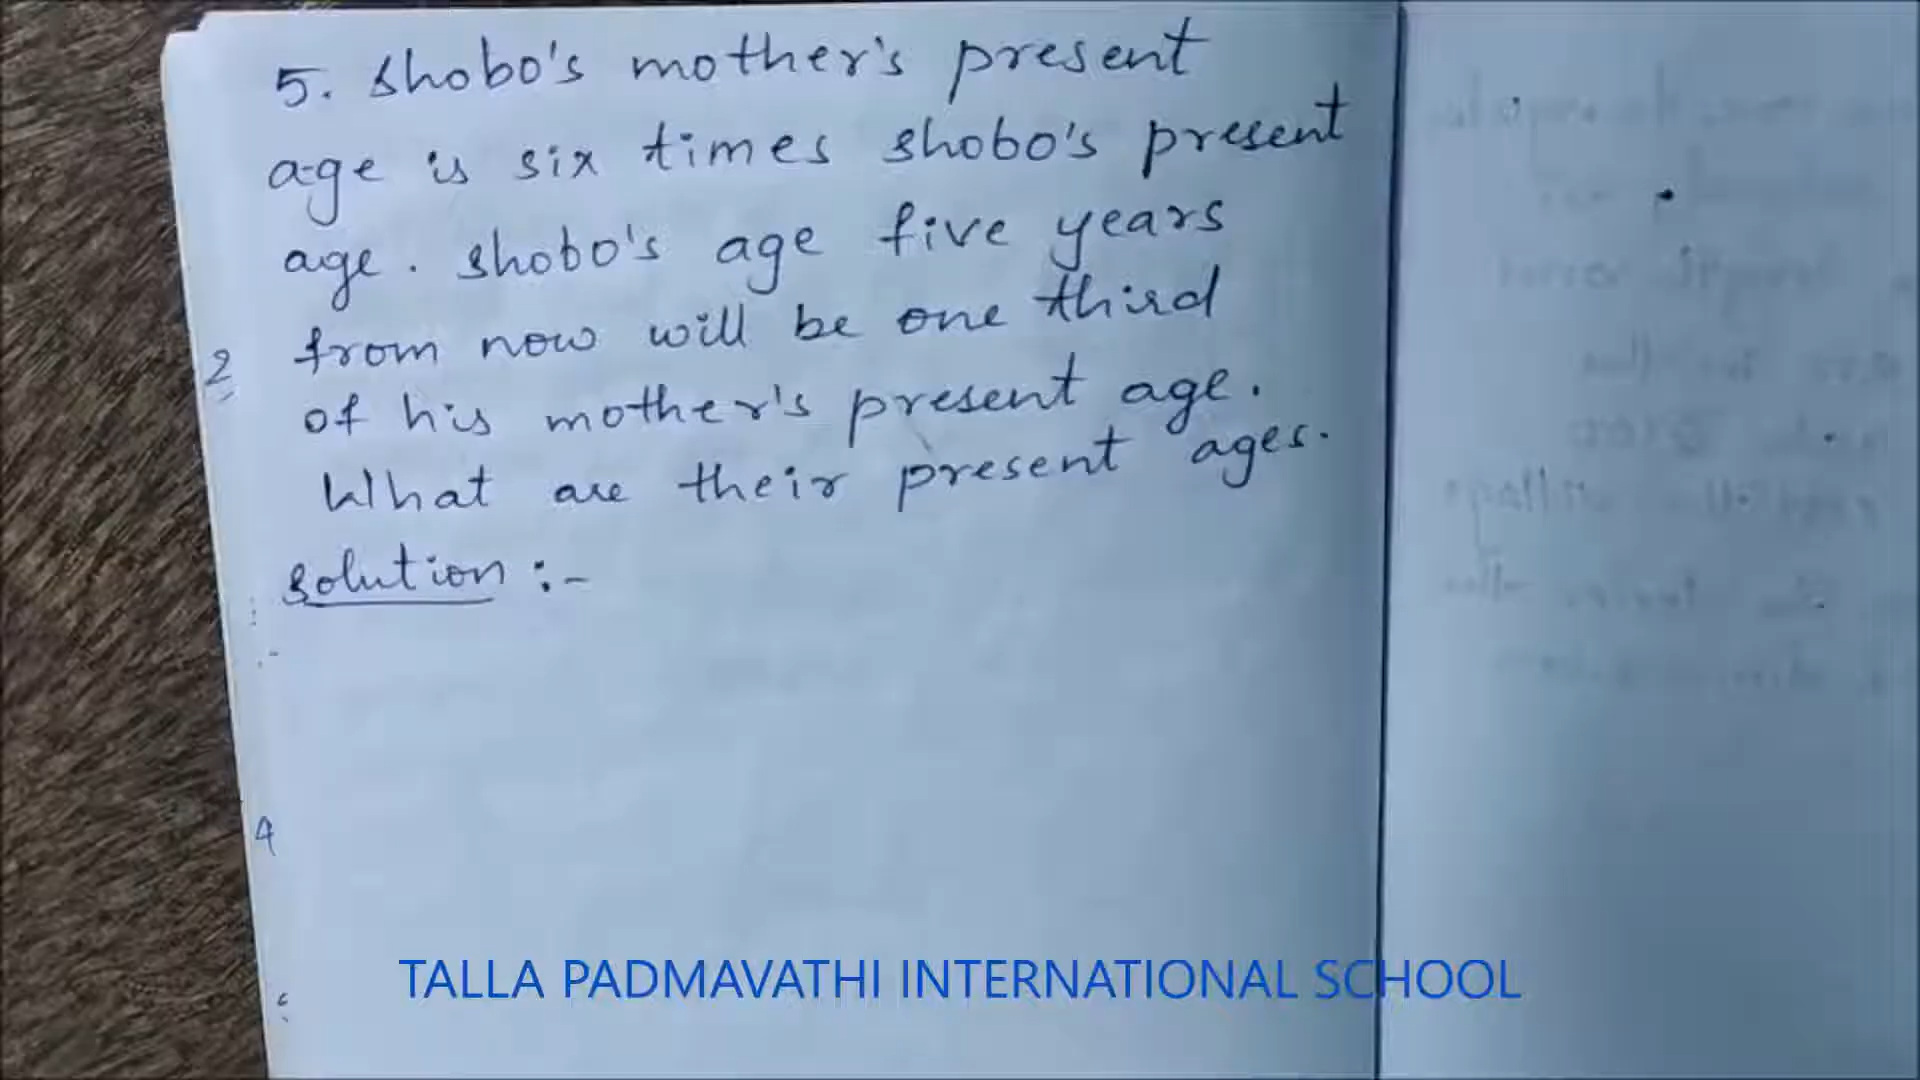 5. Shobo's mother's present
age is six times shobo's present
age. Shobo's age five years
from now will be one third
of his mother's present age.
What are their present ages.
solution :-
2
4
TALLA PADMAVATHI INTERNATIONAL SCHOOL